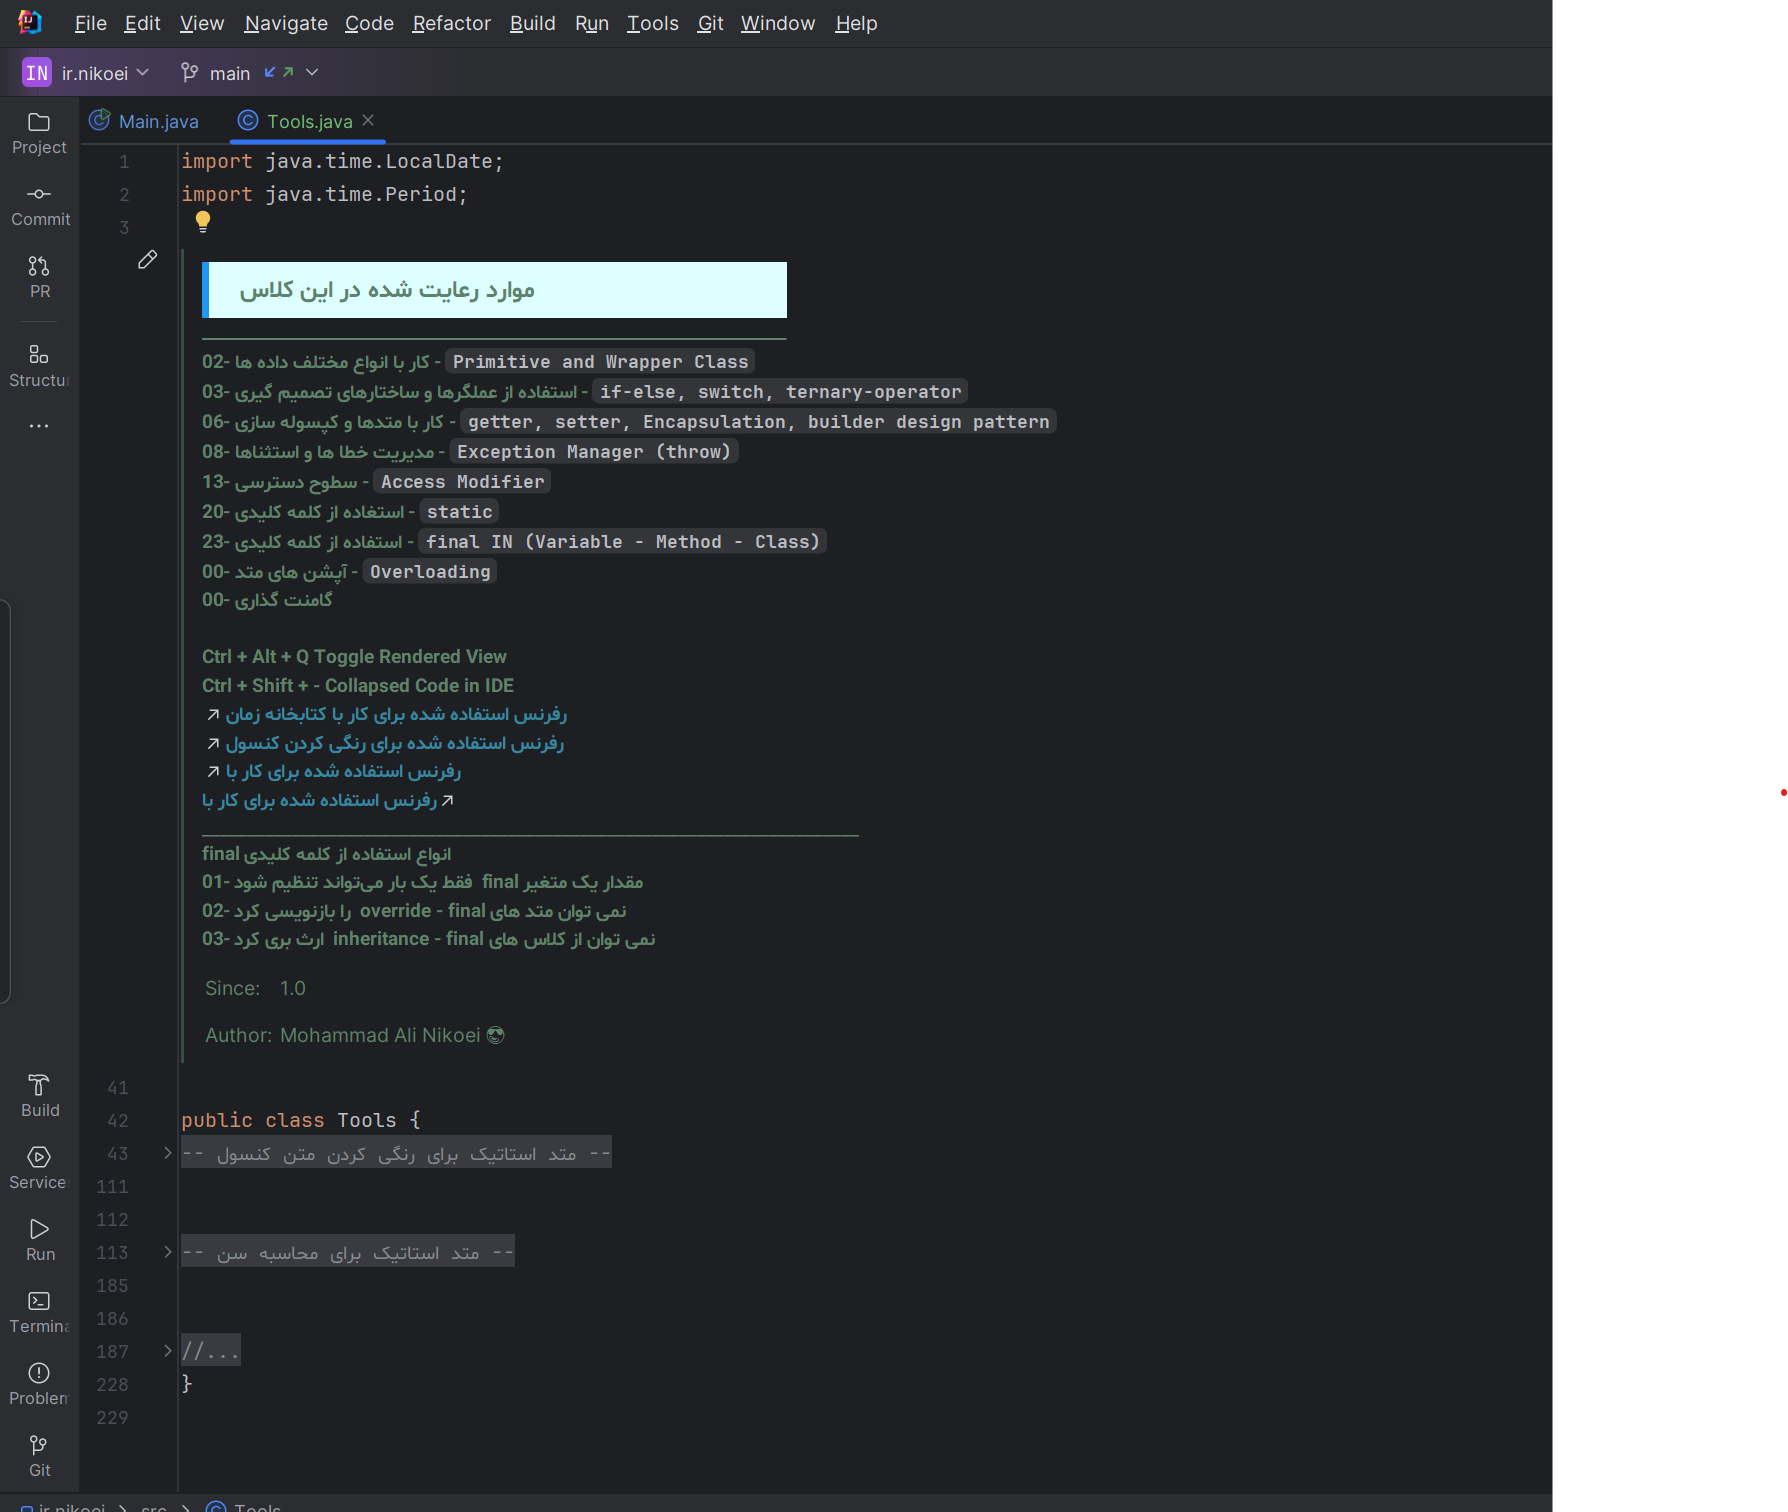 File Edit View Navigate Code Refactor Build Run Tools Git Window Help
IN ir.nikoei main
Main.java Tools.java
Project
Commit
PR
Structu
1 import java.time.LocalDate;
2 import java.time.Period;
3
موارد رعایت شده در این کلاس
02- کار با انواع مختلف داده ها - Primitive and Wrapper Class
03- استفاده از عملگرها و ساختارهای تصمیم گیری - if-else, switch, ternary-operator
06- کار با متدها و کپسوله سازی - getter, setter, Encapsulation, builder design pattern
08- مدیریت خطا ها و استثناها - Exception Manager (throw)
13- سطوح دسترسی - Access Modifier
20- استغاده از کلمه کلیدی - static
23- استفاده از کلمه کلیدی - final IN (Variable - Method - Class)
00- آپشن های متد - Overloading
00- گامنت گذاری
Ctrl + Alt + Q Toggle Rendered View
Ctrl + Shift + - Collapsed Code in IDE
رفرنس استفاده شده برای کار با کتابخانه زمان
رفرنس استفاده شده برای رنگی کردن کنسول
رفرنس استفاده شده برای کار با
رفرنس استفاده شده برای کار با
انواع استفاده از کلمه کلیدی final
01- مقدار یک متغیر final فقط یک بار می‌تواند تنظیم شود
02- نمی توان متد های override - final را بازنویسی کرد
03- نمی توان از کلاس های inheritance - final ارث بری کرد
Since: 1.0
Author: Mohammad Ali Nikoei 😎
41
42 public class Tools {
43 -- متد استاتیک برای رنگی کردن متن کنسول --
111
112
113 -- متد استاتیک برای محاسبه سن --
185
186
187 //...
228 }
229
Build
Service
Run
Termina
Problem
Git
ir.nikoei > src > Tools